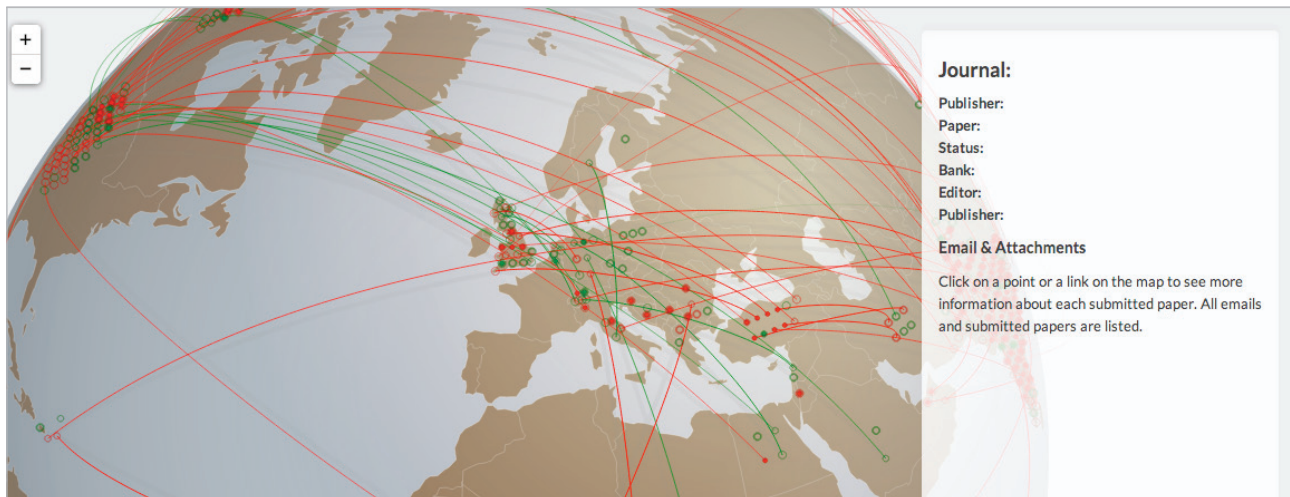 +
−
Journal:
Publisher:
Paper:
Status:
Bank:
Editor:
Publisher:
Email & Attachments
Click on a point or a link on the map to see more
information about each submitted paper. All emails
and submitted papers are listed.